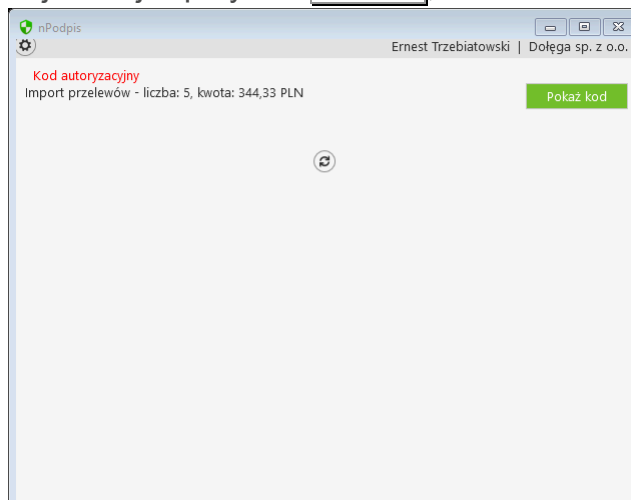 nPodpis
Ernest Trzebiatowski | Dołęga sp. z o.o.
Kod autoryzacyjny
Import przelewów - liczba: 5, kwota: 344,33 PLN
Pokaż kod